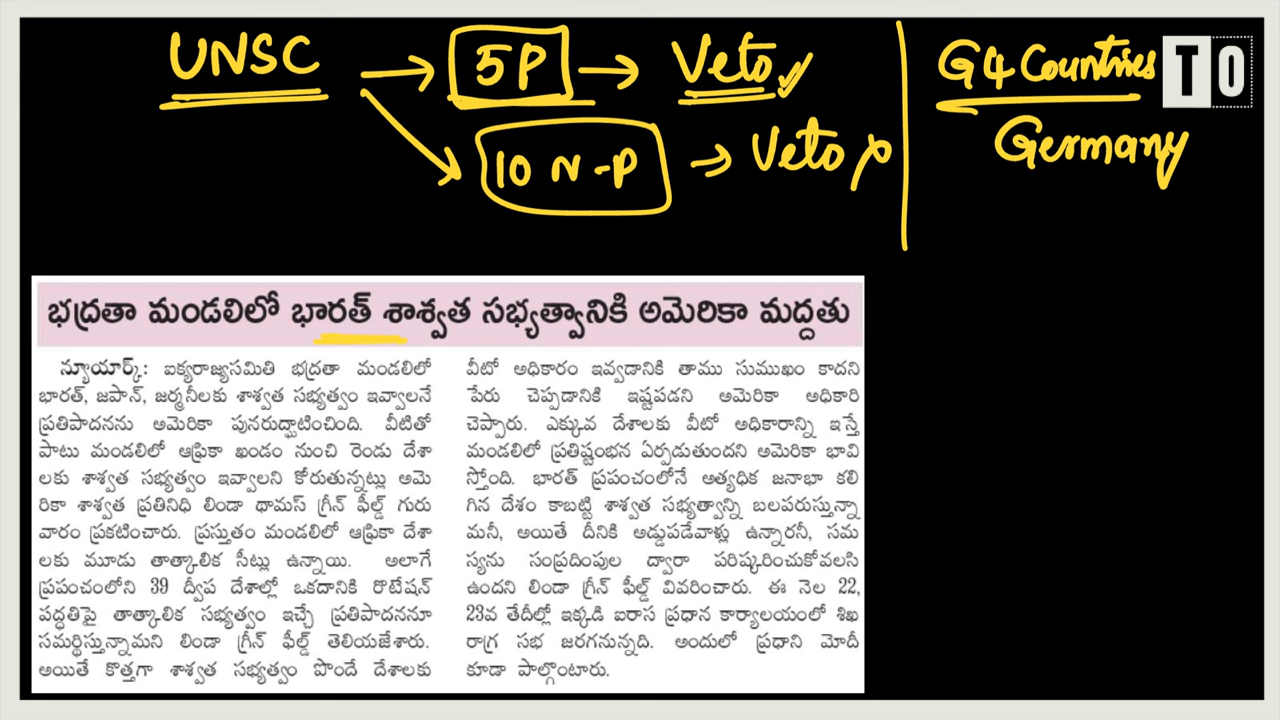 UNSC → 5P → Veto ✓
→ 10 N-P → Veto ×
G4 Countries
Germany
TO
భద్రతా మండలిలో భారత్ శాశ్వత సభ్యత్వానికి అమెరికా మద్దతు
న్యూయార్క్: ఐక్యరాజ్యసమితి భద్రతా మండలిలో
భారత్, జపాన్, జర్మనీలకు శాశ్వత సభ్యత్వం ఇవ్వాలనే
ప్రతిపాదనను అమెరికా పునరుద్ఘాటించింది. వీటితో
పాటు మండలిలో ఆఫ్రికా ఖండం నుంచి రెండు దేశా
లకు శాశ్వత సభ్యత్వం ఇవ్వాలని కోరుతున్నట్లు అమె
రికా శాశ్వత ప్రతినిధి లిండా థామస్ గ్రీన్ ఫీల్డ్ గురు
వారం ప్రకటించారు. ప్రస్తుతం మండలిలో ఆఫ్రికా దేశా
లకు మూడు తాత్కాలిక సీట్లు ఉన్నాయి. అలాగే
ప్రపంచంలోని 39 ద్వీప దేశాల్లో ఒకదానికి రొటేషన్
పద్ధతిపై తాత్కాలిక సభ్యత్వం ఇచ్చే ప్రతిపాదననూ
సమర్థిస్తున్నామని లిండా గ్రీన్ ఫీల్డ్ తెలియజేశారు.
అయితే కొత్తగా శాశ్వత సభ్యత్వం పొందే దేశాలకు
వీటో అధికారం ఇవ్వడానికి తాము సుముఖం కాదని
పేరు చెప్పడానికి ఇష్టపడని అమెరికా అధికారి
చెప్పారు. ఎక్కువ దేశాలకు వీటో అధికారాన్ని ఇస్తే
మండలిలో ప్రతిష్టంభన ఏర్పడుతుందని అమెరికా భావి
స్తోంది. భారత్ ప్రపంచంలోనే అత్యధిక జనాభా కలి
గిన దేశం కాబట్టి శాశ్వత సభ్యత్వాన్ని బలపరుస్తున్నా
మనీ, అయితే దీనికి అడ్డుపడేవాళ్లు ఉన్నారనీ, సమ
స్యను సంప్రదింపుల ద్వారా పరిష్కరించుకోవలసి
ఉందని లిండా గ్రీన్ ఫీల్డ్ వివరించారు. ఈ నెల 22,
23వ తేదీల్లో ఇక్కడి ఐరాస ప్రధాన కార్యాలయంలో శిఖ
రాగ్ర సభ జరగనున్నది. అందులో ప్రధాని మోదీ
కూడా పాల్గొంటారు.